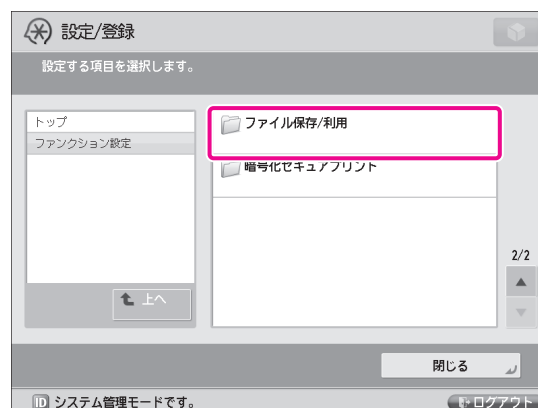 設定/登録
設定する項目を選択します。
トップ
ファンクション設定
ファイル保存/利用
暗号化セキュアプリント
2/2
上へ
閉じる
ID システム管理モードです。
ログアウト